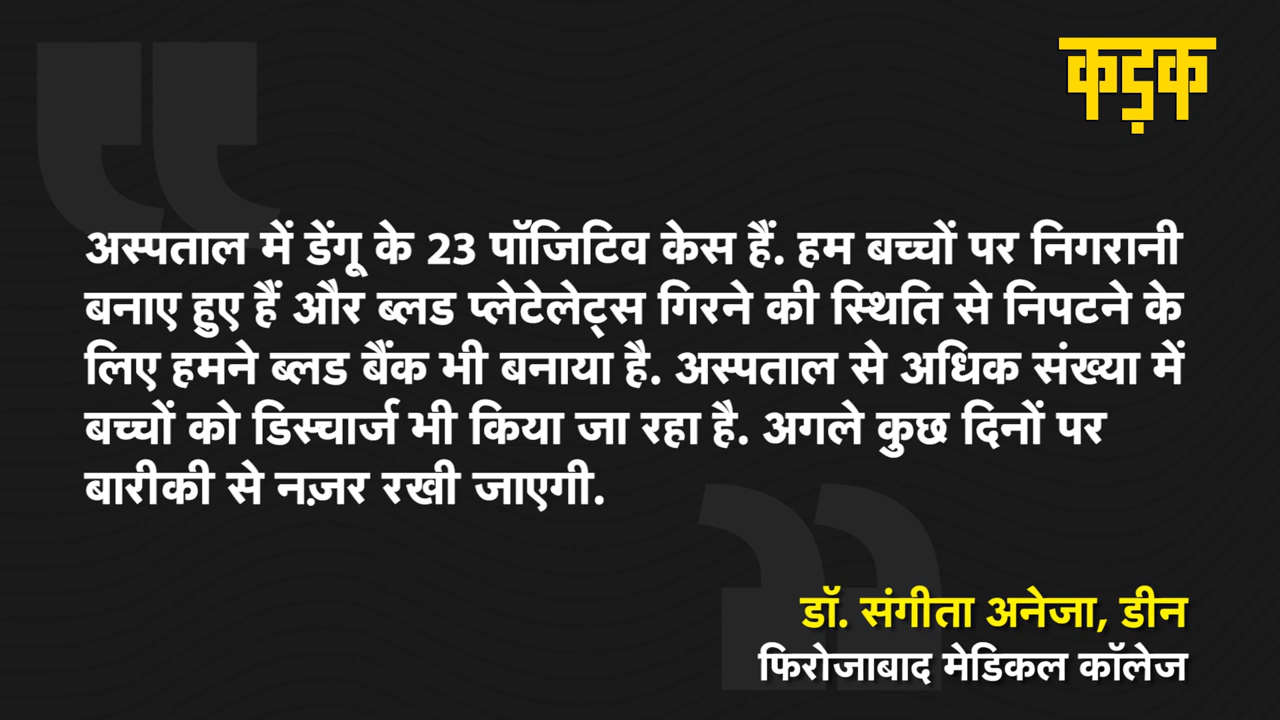 कड़क
अस्पताल में डेंगू के 23 पॉजिटिव केस हैं. हम बच्चों पर निगरानी
बनाए हुए हैं और ब्लड प्लेटेलेट्स गिरने की स्थिति से निपटने के
लिए हमने ब्लड बैंक भी बनाया है. अस्पताल से अधिक संख्या में
बच्चों को डिस्चार्ज भी किया जा रहा है. अगले कुछ दिनों पर
बारीकी से नज़र रखी जाएगी.
डॉ. संगीता अनेजा, डीन
फिरोजाबाद मेडिकल कॉलेज